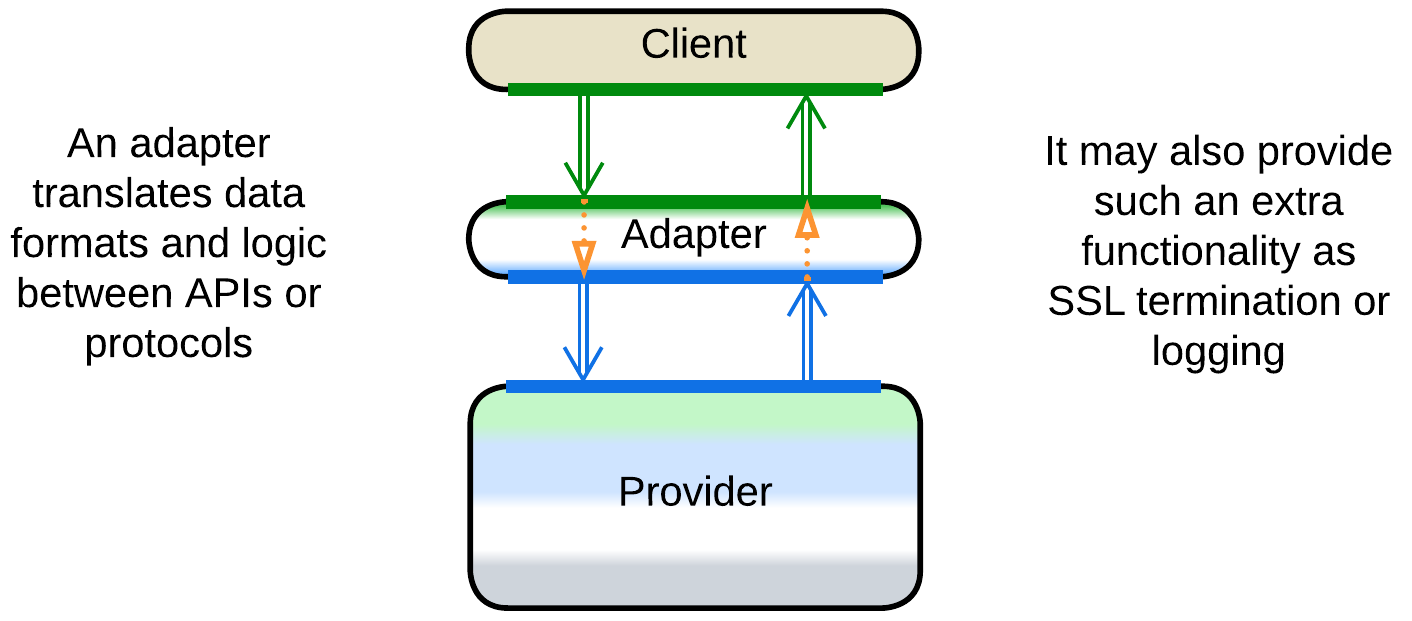 Client
An adapter
translates data
formats and logic
between APIs or
protocols
Adapter
It may also provide
such an extra
functionality as
SSL termination or
logging
Provider